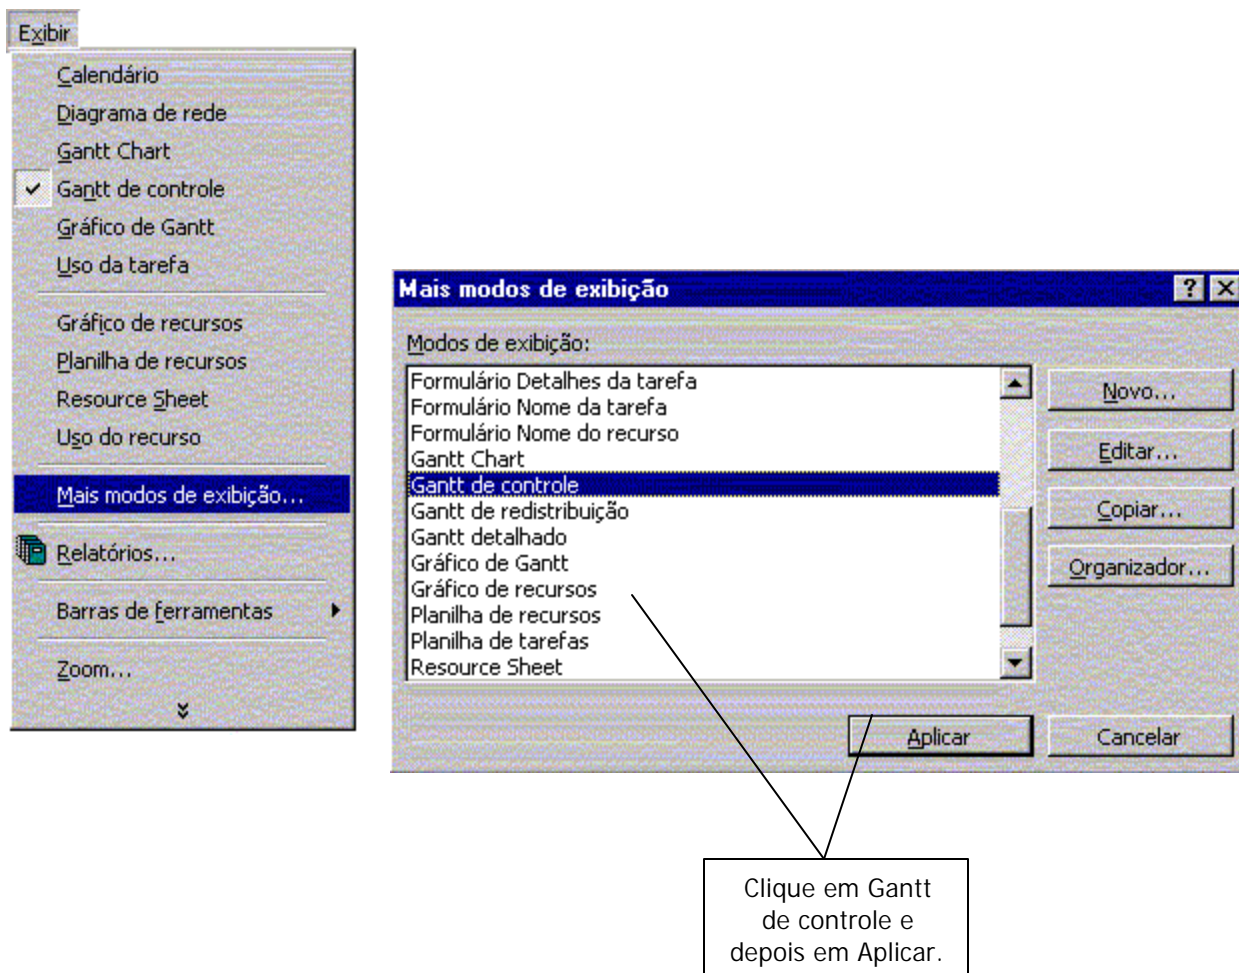 Exibir
Calendário
Diagrama de rede
Gantt Chart
Gantt de controle
Gráfico de Gantt
Uso da tarefa
Gráfico de recursos
Planilha de recursos
Resource Sheet
Uso do recurso
Mais modos de exibição...
Relatórios...
Barras de ferramentas
Zoom...
Mais modos de exibição
Modos de exibição:
Formulário Detalhes da tarefa
Formulário Nome da tarefa
Formulário Nome do recurso
Gantt Chart
Gantt de controle
Gantt de redistribuição
Gantt detalhado
Gráfico de Gantt
Gráfico de recursos
Planilha de recursos
Planilha de tarefas
Resource Sheet
Novo...
Editar...
Copiar...
Organizador...
Aplicar
Cancelar
Clique em Gantt
de controle e
depois em Aplicar.